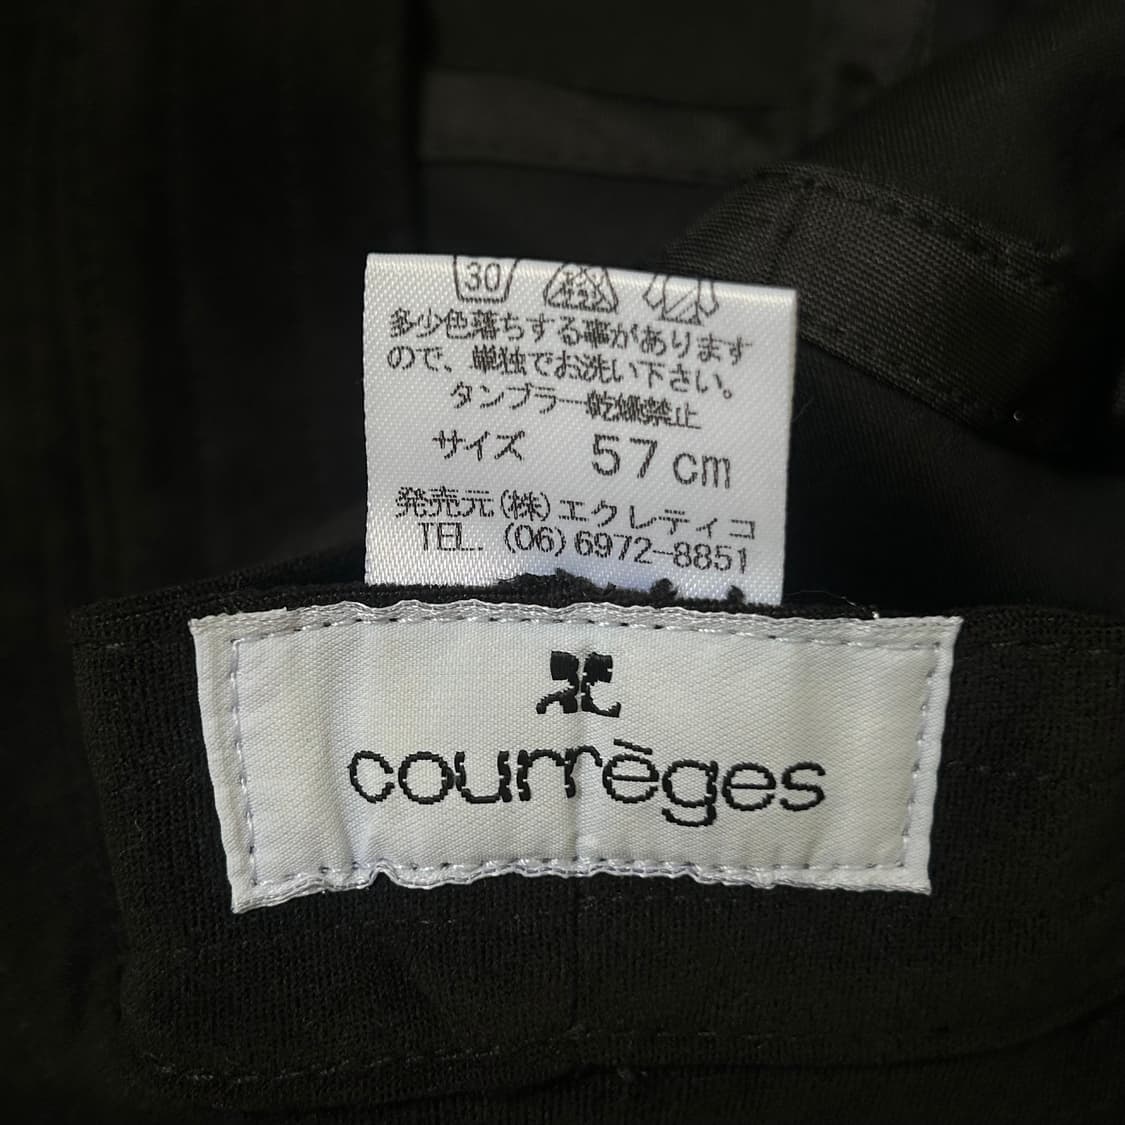 30
多少色落ちする事があります
ので、単独でお洗い下さい。
タンブラー乾燥禁止
サイズ 57cm
発売元(株)エクレティコ
TEL. (06)6972-8851
courrèges